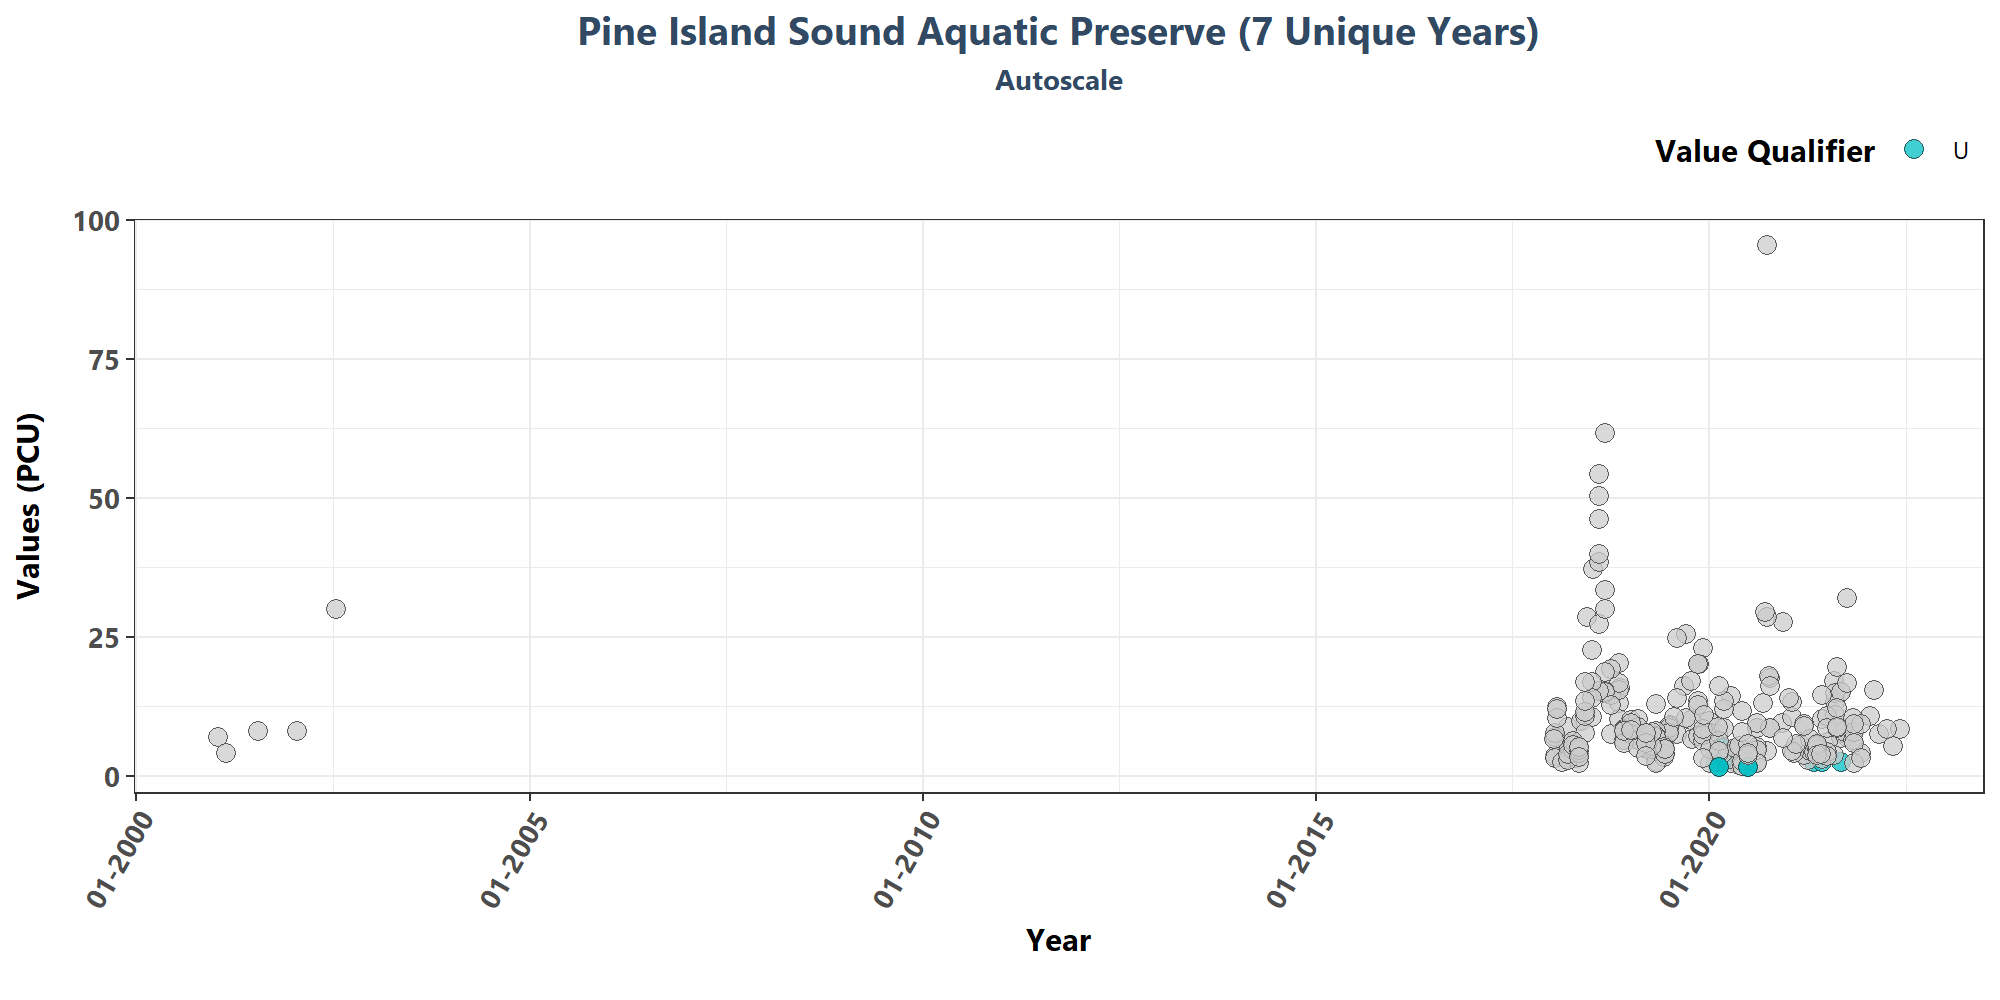 Pine Island Sound Aquatic Preserve (7 Unique Years)
Autoscale
Value Qualifier U
100
75
50
25
0
Values (PCU)
01-2000 01-2005 01-2010 01-2015 01-2020
Year